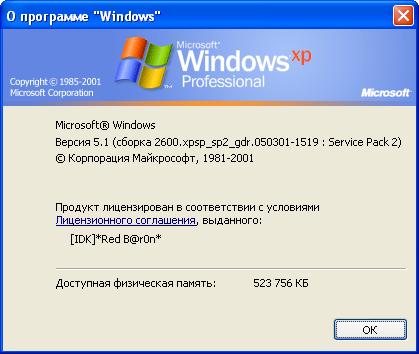 О программе "Windows"
Microsoft®
Windows xp
Professional
Copyright © 1985-2001
Microsoft Corporation
Microsoft
Microsoft® Windows
Версия 5.1 (сборка 2600.xpsp_sp2_gdr.050301-1519 : Service Pack 2)
© Корпорация Майкрософт, 1981-2001
Продукт лицензирован в соответствии с условиями
Лицензионного соглашения, выданного:
[IDK]*Red B@r0n*
Доступная физическая память: 523 756 КБ
ОК